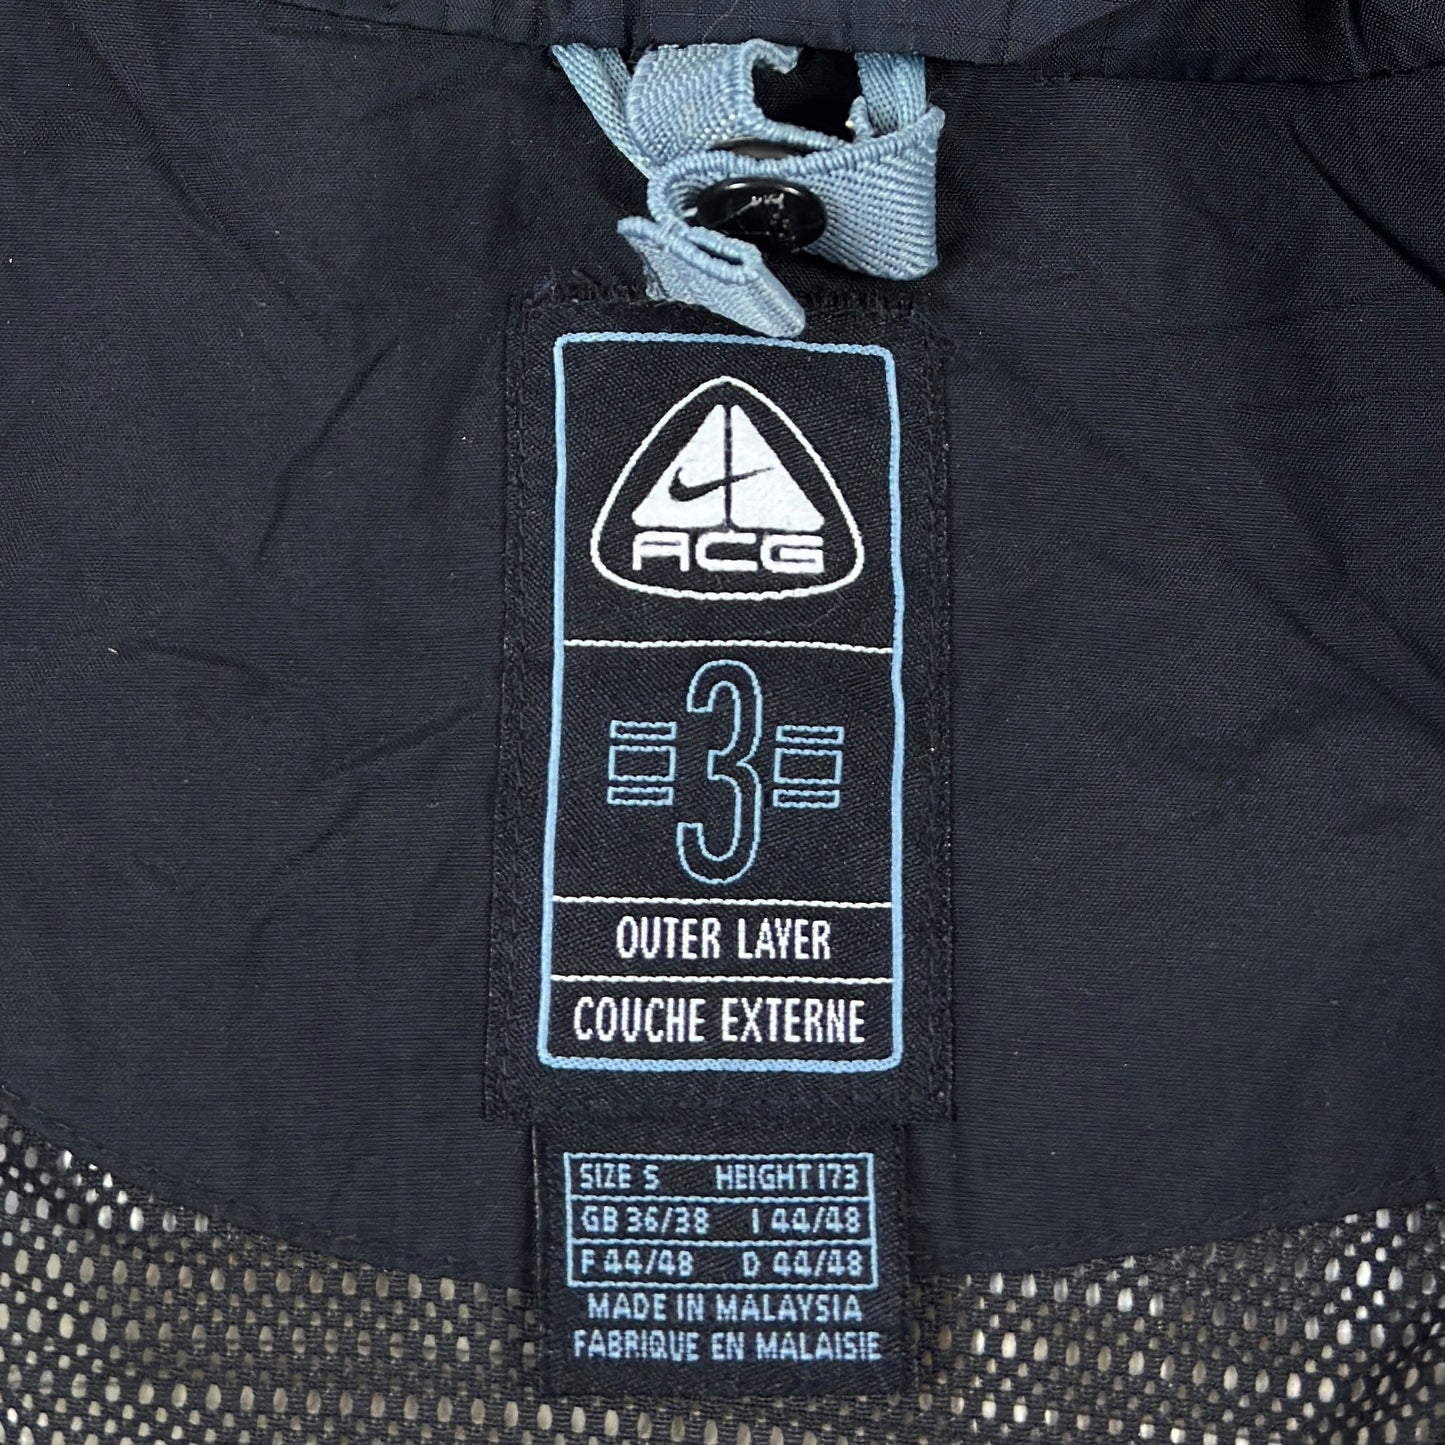 ACG
3
OUTER LAYER
COUCHE EXTERNE
SIZE S HEIGHT 173
GB 36/38 I 44/48
F 44/48 D 44/48
MADE IN MALAYSIA
FABRIQUE EN MALAISIE